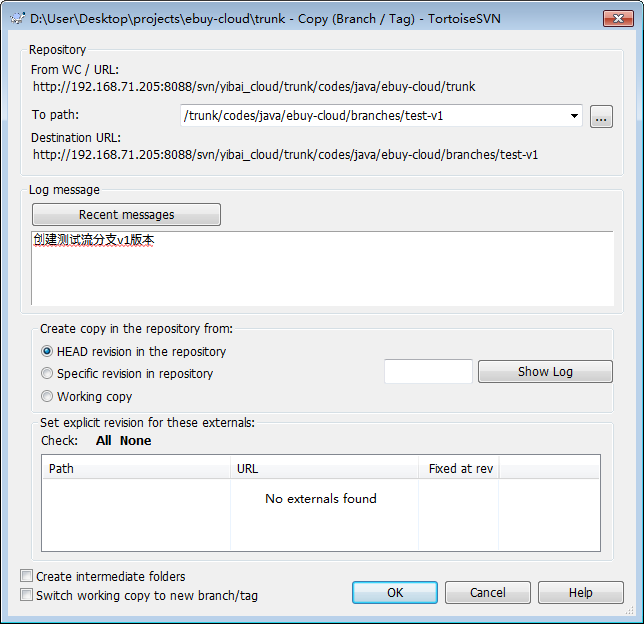 D:\User\Desktop\projects\ebuy-cloud\trunk - Copy (Branch / Tag) - TortoiseSVN
Repository
From WC / URL:
http://192.168.71.205:8088/svn/yibai_cloud/trunk/codes/java/ebuy-cloud/trunk
To path:
/trunk/codes/java/ebuy-cloud/branches/test-v1
...
Destination URL:
http://192.168.71.205:8088/svn/yibai_cloud/trunk/codes/java/ebuy-cloud/branches/test-v1
Log message
Recent messages
创建测试流分支v1版本
Create copy in the repository from:
HEAD revision in the repository
Specific revision in repository
Show Log
Working copy
Set explicit revision for these externals:
Check: All None
Path URL Fixed at rev
No externals found
Create intermediate folders
Switch working copy to new branch/tag
OK Cancel Help